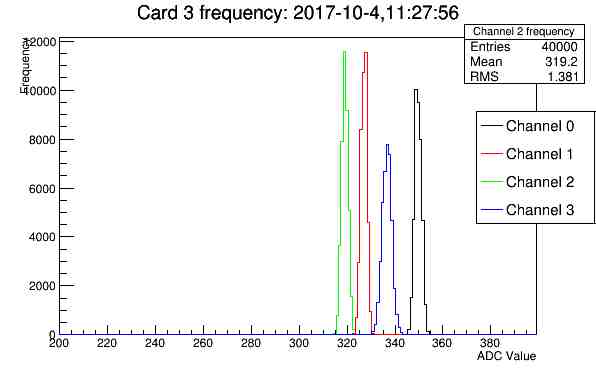 Card 3 frequency: 2017-10-4,11:27:56
Channel 2 frequency
Entries 40000
Mean 319.2
RMS 1.381
Frequency
12000
10000
8000
6000
4000
2000
0
Channel 0
Channel 1
Channel 2
Channel 3
200 220 240 260 280 300 320 340 360 380
ADC Value